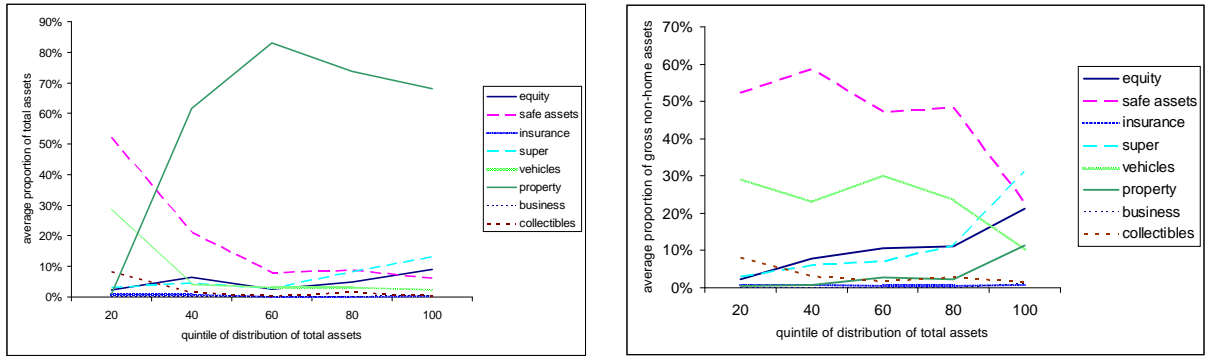 average proportion of total assets
90%
80%
70%
60%
50%
40%
30%
20%
10%
0%
20 40 60 80 100
quintile of distribution of total assets
equity
safe assets
insurance
super
vehicles
property
business
collectibles
average proportion of gross non-home assets
70%
60%
50%
40%
30%
20%
10%
0%
20 40 60 80 100
quintile of distribution of total assets
equity
safe assets
insurance
super
vehicles
property
business
collectibles